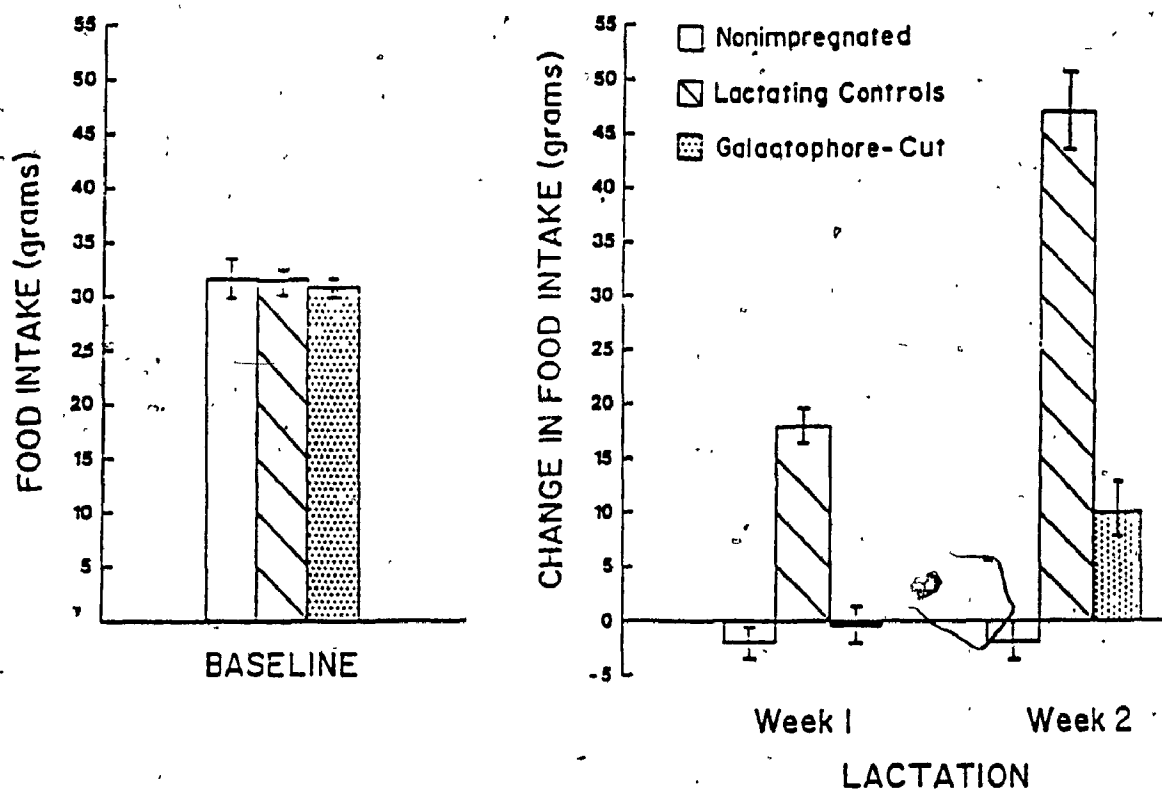 FOOD INTAKE (grams)
55
50
45
40
35
30
25
20
15
10
5
BASELINE
CHANGE IN FOOD INTAKE (grams)
55
50
45
40
35
30
25
20
15
10
5
0
-5
Nonimpregnated
Lactating Controls
Galactophore-Cut
Week 1
Week 2
LACTATION